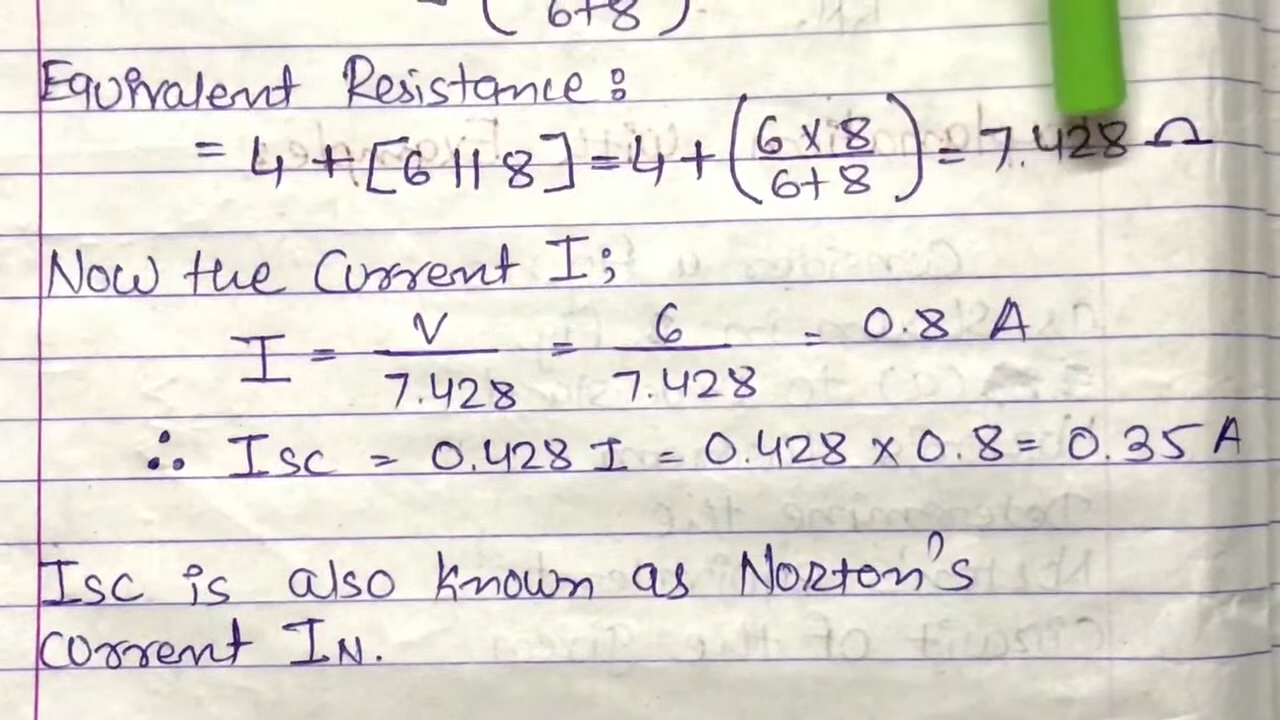 (6+8)
Equivalent Resistance:
= 4 + [6 || 8] = 4 + (6 x 8 / 6+8) = 7.428 Ω
Now the Current I;
I = V / 7.428 = 6 / 7.428 = 0.8 A
∴ Isc = 0.428 I = 0.428 x 0.8 = 0.35 A
Isc is also known as Norton's
current IN.